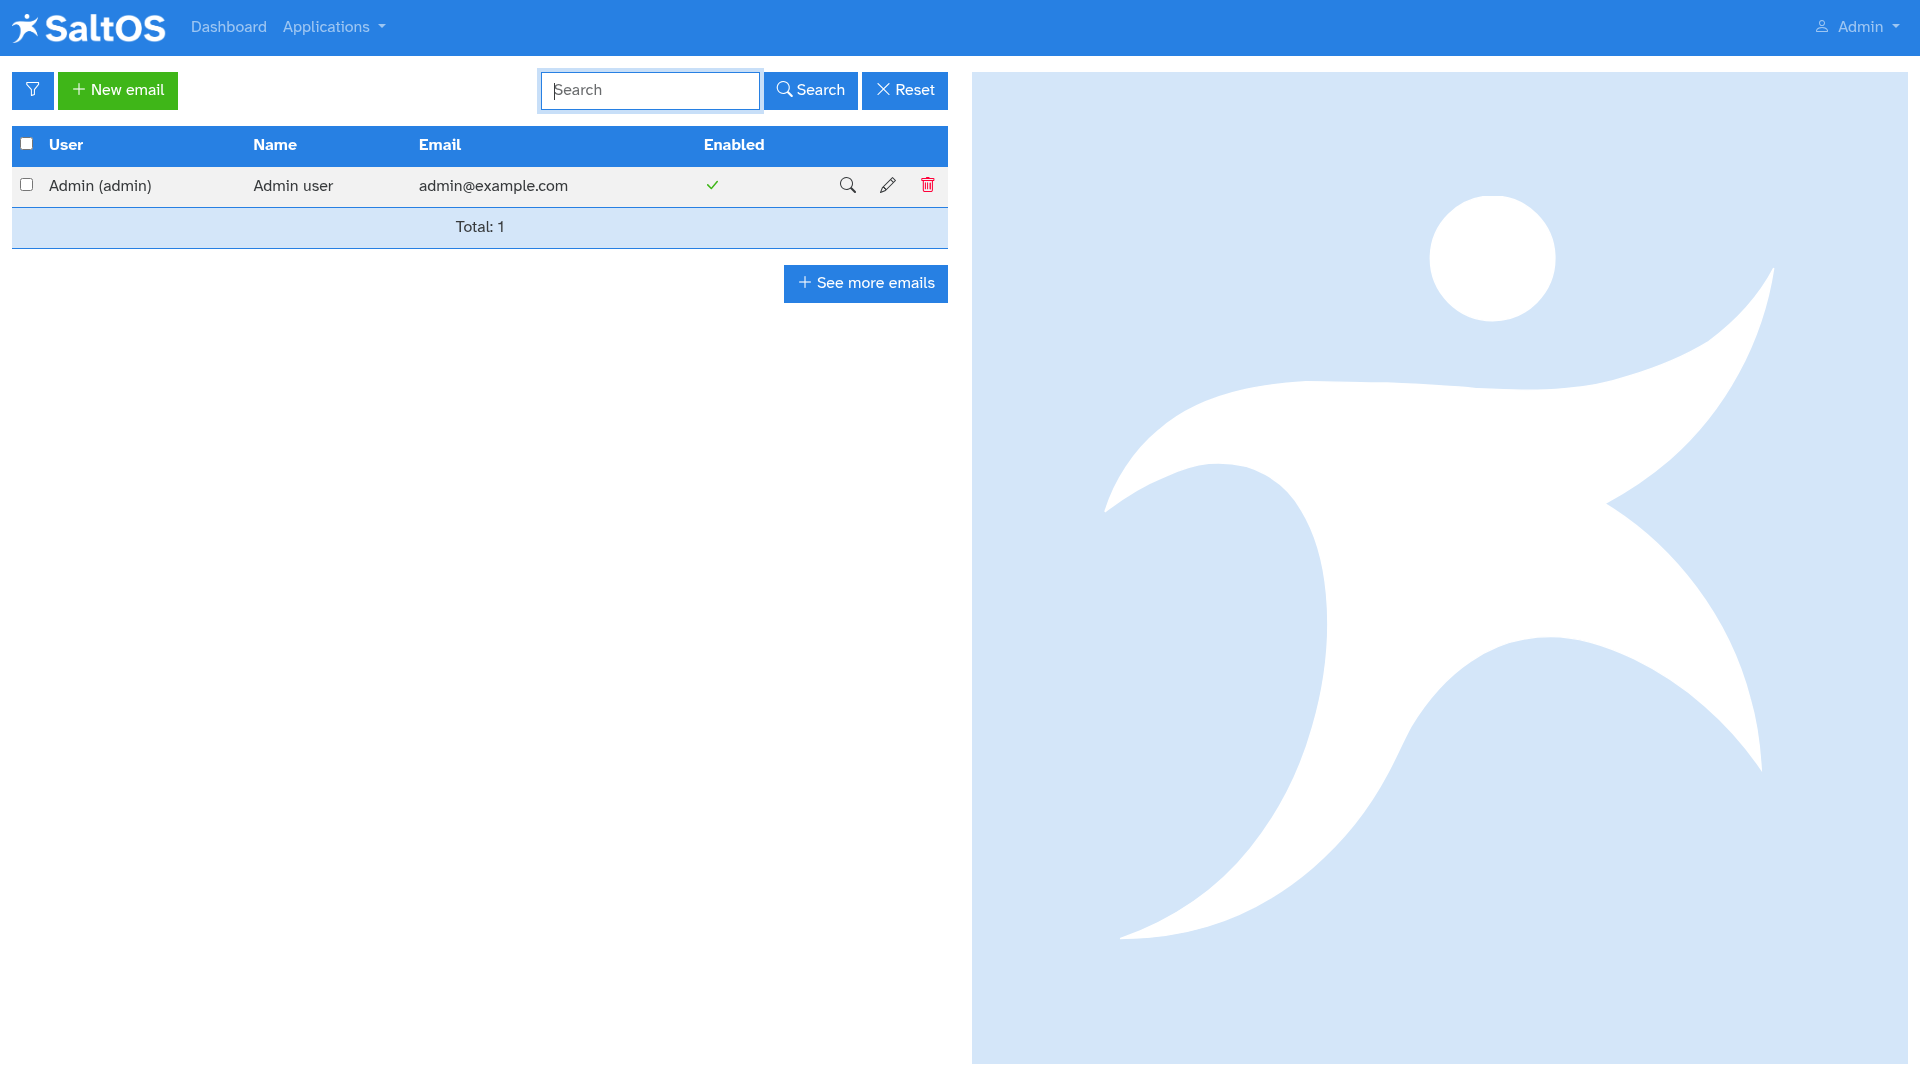 SaltOS Dashboard Applications Admin
New email Search Search Reset
User Name Email Enabled
Admin (admin) Admin user admin@example.com
Total: 1
See more emails